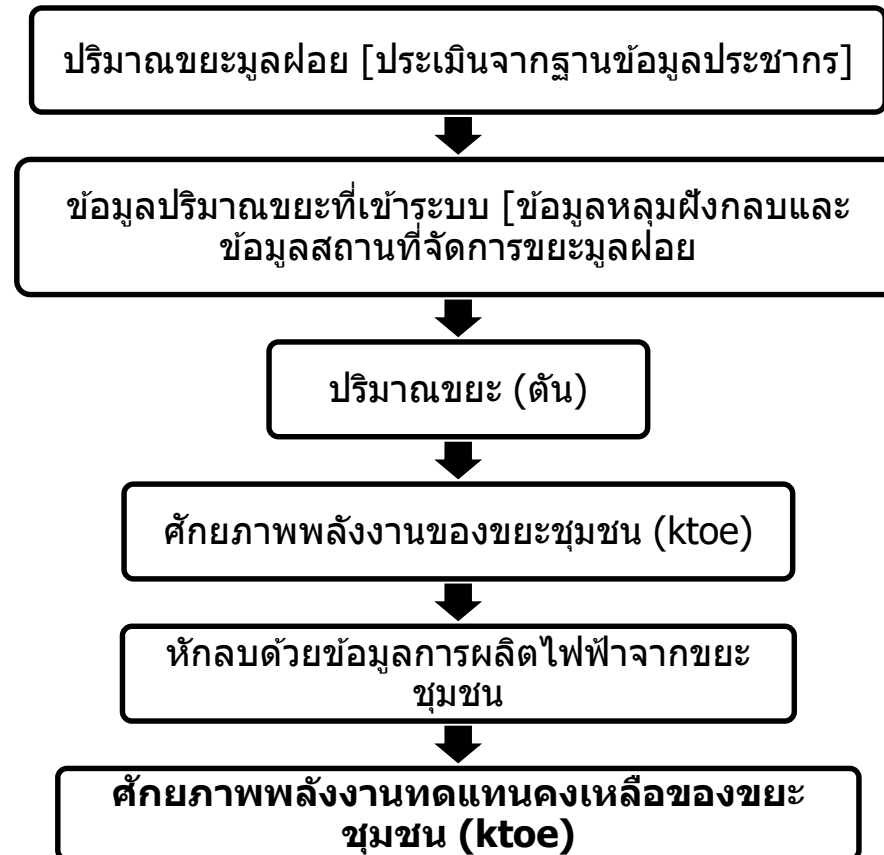 ปริมาณขยะมูลฝอย [ประเมินจากฐานข้อมูลประชากร]
ข้อมูลปริมาณขยะที่เข้าระบบ [ข้อมูลหลุมฝังกลบและ
ข้อมูลสถานที่จัดการขยะมูลฝอย
ปริมาณขยะ (ตัน)
ศักยภาพพลังงานของขยะชุมชน (ktoe)
หักลบด้วยข้อมูลการผลิตไฟฟ้าจากขยะ
ชุมชน
ศักยภาพพลังงานทดแทนคงเหลือของขยะ
ชุมชน (ktoe)